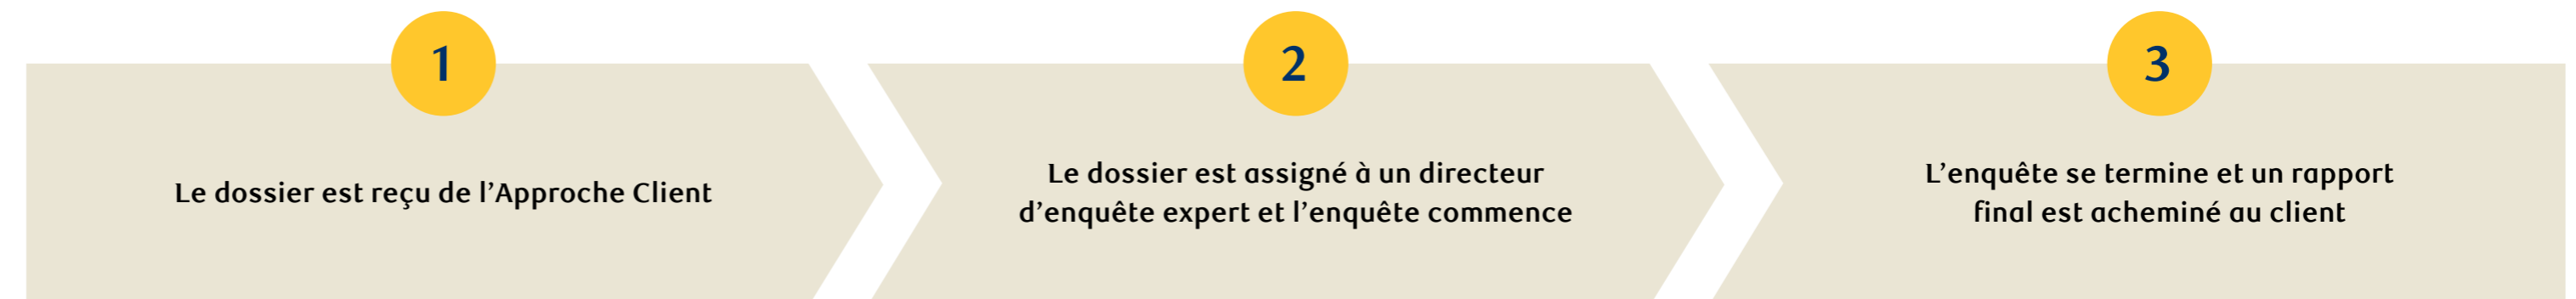 1
Le dossier est reçu de l’Approche Client
2
Le dossier est assigné à un directeur
d’enquête expert et l’enquête commence
3
L’enquête se termine et un rapport
final est acheminé au client